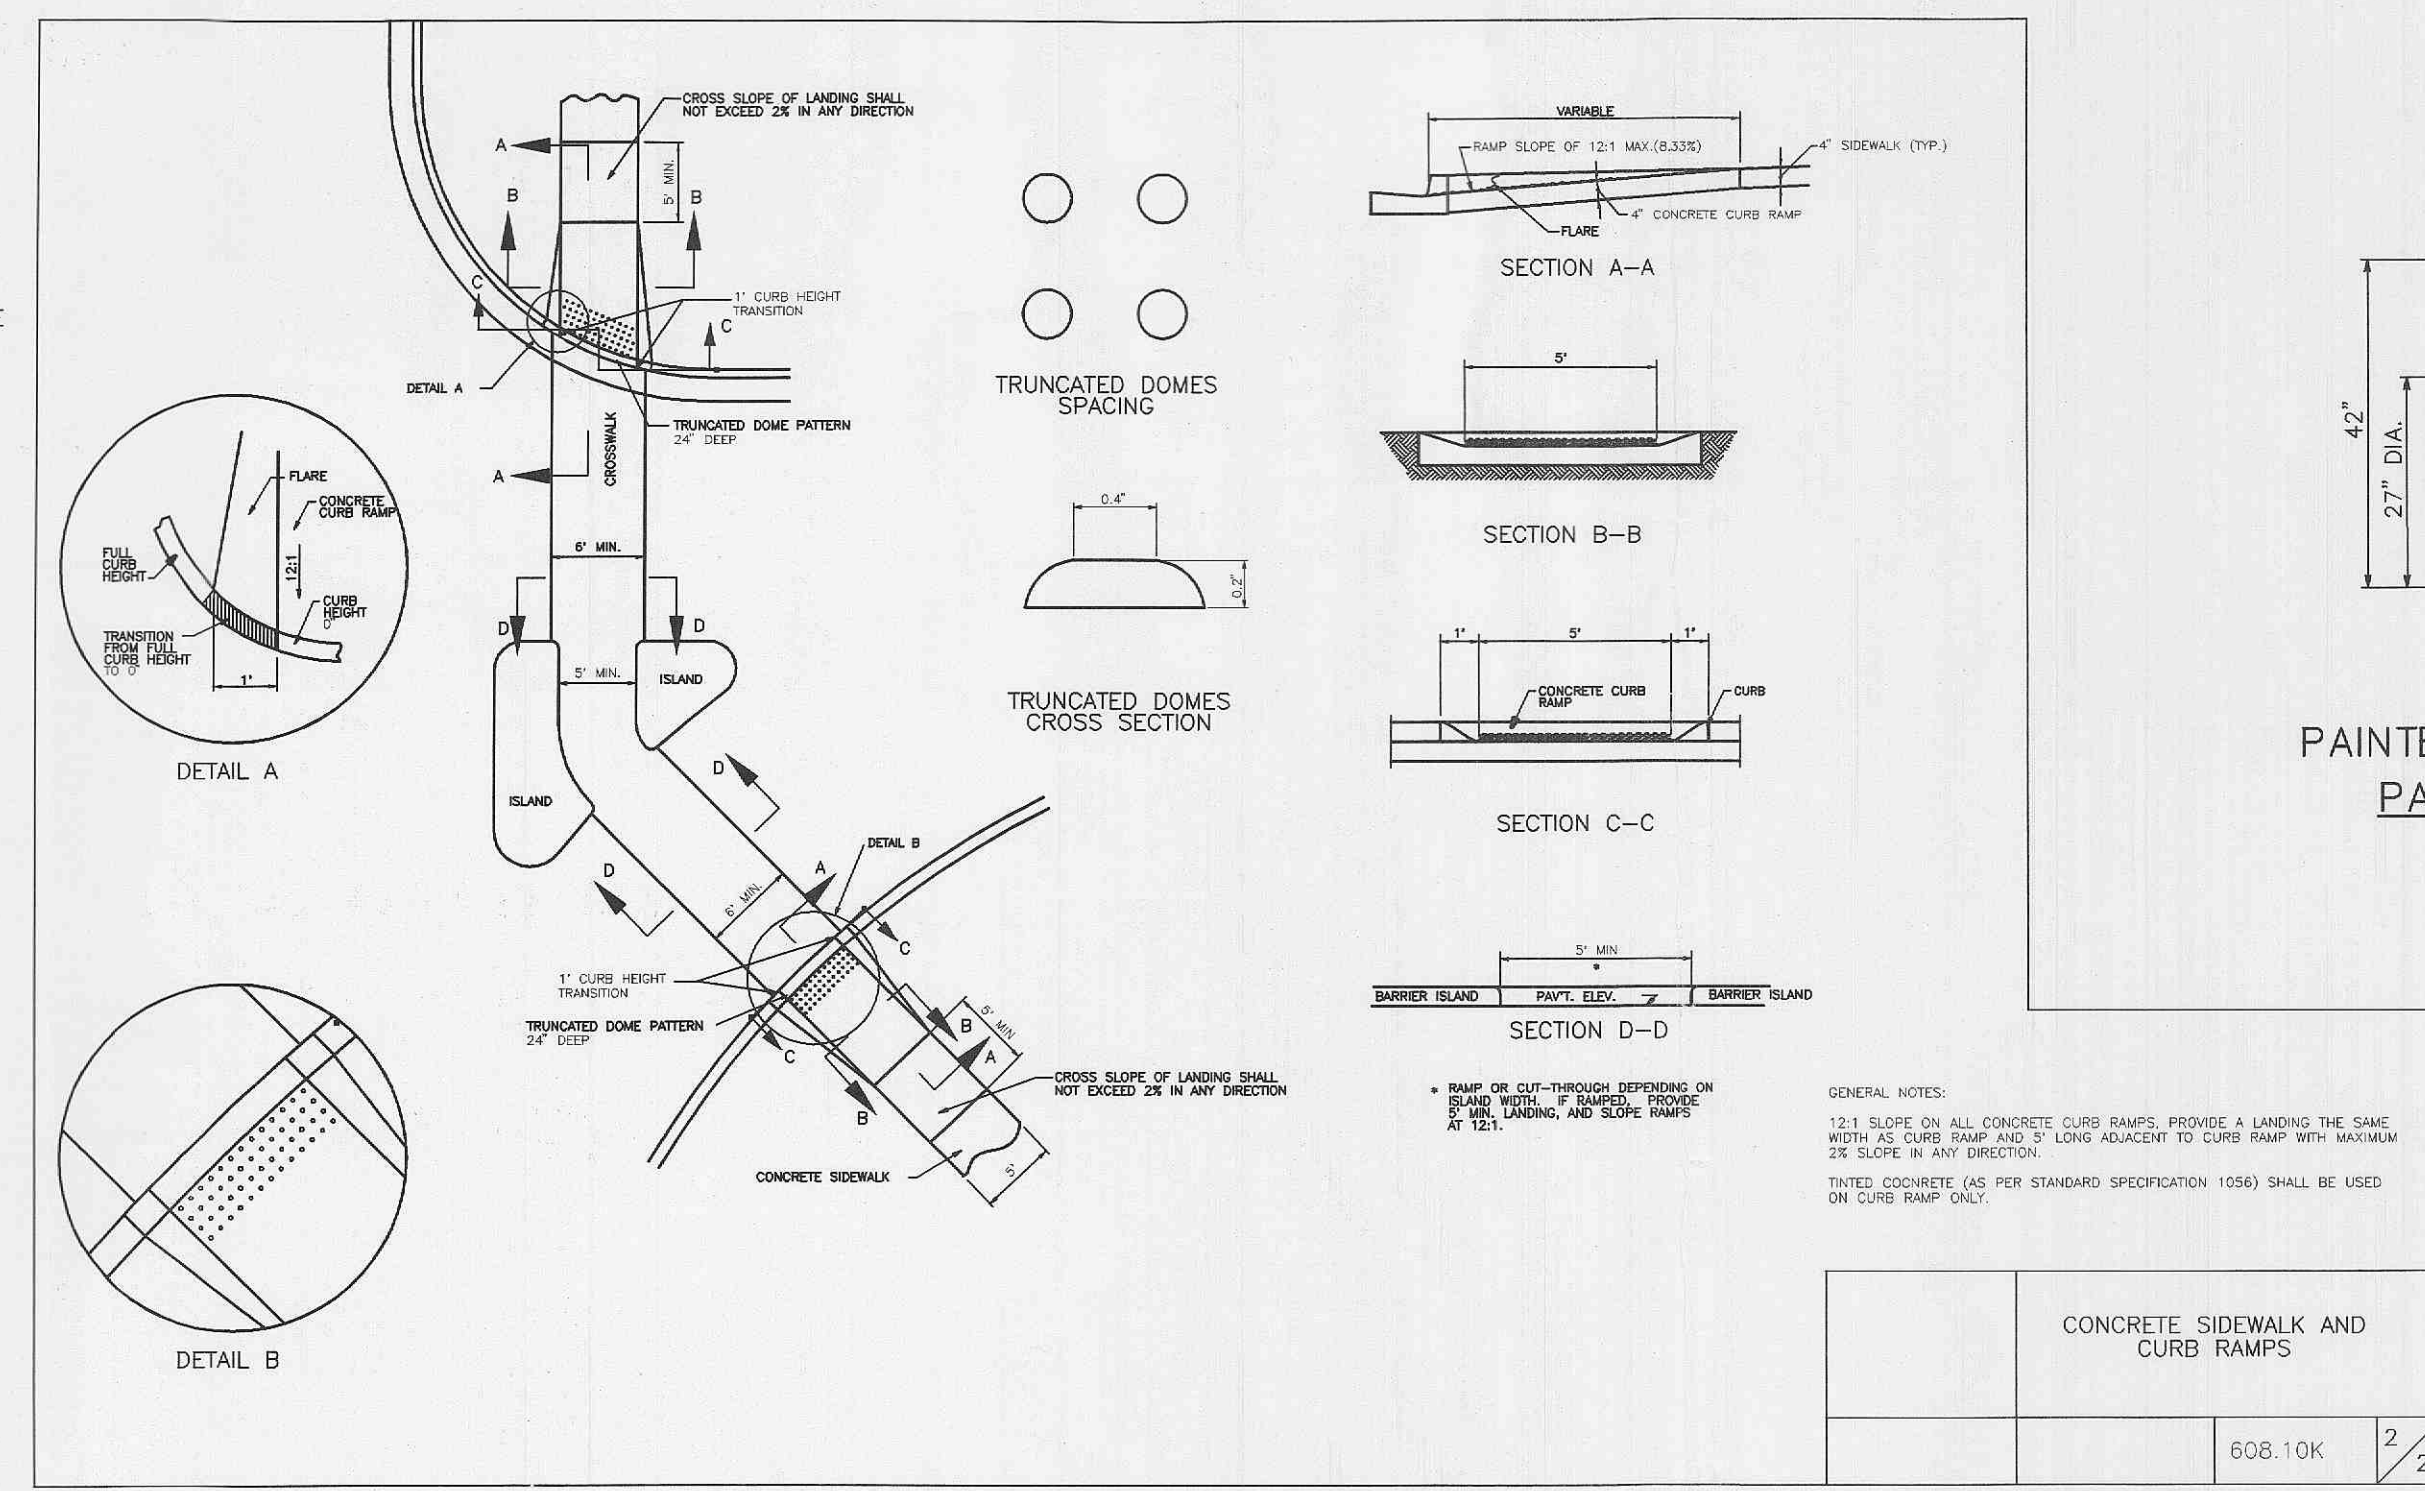 CROSS SLOPE OF LANDING SHALL
NOT EXCEED 2% IN ANY DIRECTION
A
5' MIN.
B
B
C
1' CURB HEIGHT
TRANSITION
C
DETAIL A
TRUNCATED DOME PATTERN
24" DEEP
CROSSWALK
A
6' MIN.
D
D
5' MIN.
ISLAND
ISLAND
D
D
DETAIL B
A
6' MIN.
C
1' CURB HEIGHT
TRANSITION
TRUNCATED DOME PATTERN
24" DEEP
C
B
5' MIN
A
B
CROSS SLOPE OF LANDING SHALL
NOT EXCEED 2% IN ANY DIRECTION
CONCRETE SIDEWALK
5'
FLARE
CONCRETE
CURB RAMP
FULL
CURB
HEIGHT
12:1
CURB
HEIGHT
0"
TRANSITION
FROM FULL
CURB HEIGHT
TO 0"
1'
DETAIL A
DETAIL B
TRUNCATED DOMES
SPACING
0.4"
0.2"
TRUNCATED DOMES
CROSS SECTION
VARIABLE
RAMP SLOPE OF 12:1 MAX.(8.33%)
4" SIDEWALK (TYP.)
4" CONCRETE CURB RAMP
FLARE
SECTION A-A
5'
SECTION B-B
1' 5' 1'
CONCRETE CURB
RAMP
CURB
SECTION C-C
5' MIN
*
BARRIER ISLAND PAV'T. ELEV. BARRIER ISLAND
SECTION D-D
* RAMP OR CUT-THROUGH DEPENDING ON
ISLAND WIDTH. IF RAMPED, PROVIDE
5' MIN. LANDING, AND SLOPE RAMPS
AT 12:1.
42"
27" DIA.
PAINTE
PA
GENERAL NOTES:
12:1 SLOPE ON ALL CONCRETE CURB RAMPS, PROVIDE A LANDING THE SAME
WIDTH AS CURB RAMP AND 5' LONG ADJACENT TO CURB RAMP WITH MAXIMUM
2% SLOPE IN ANY DIRECTION.
TINTED COCNRETE (AS PER STANDARD SPECIFICATION 1056) SHALL BE USED
ON CURB RAMP ONLY.
CONCRETE SIDEWALK AND
CURB RAMPS
608.10K
2/2